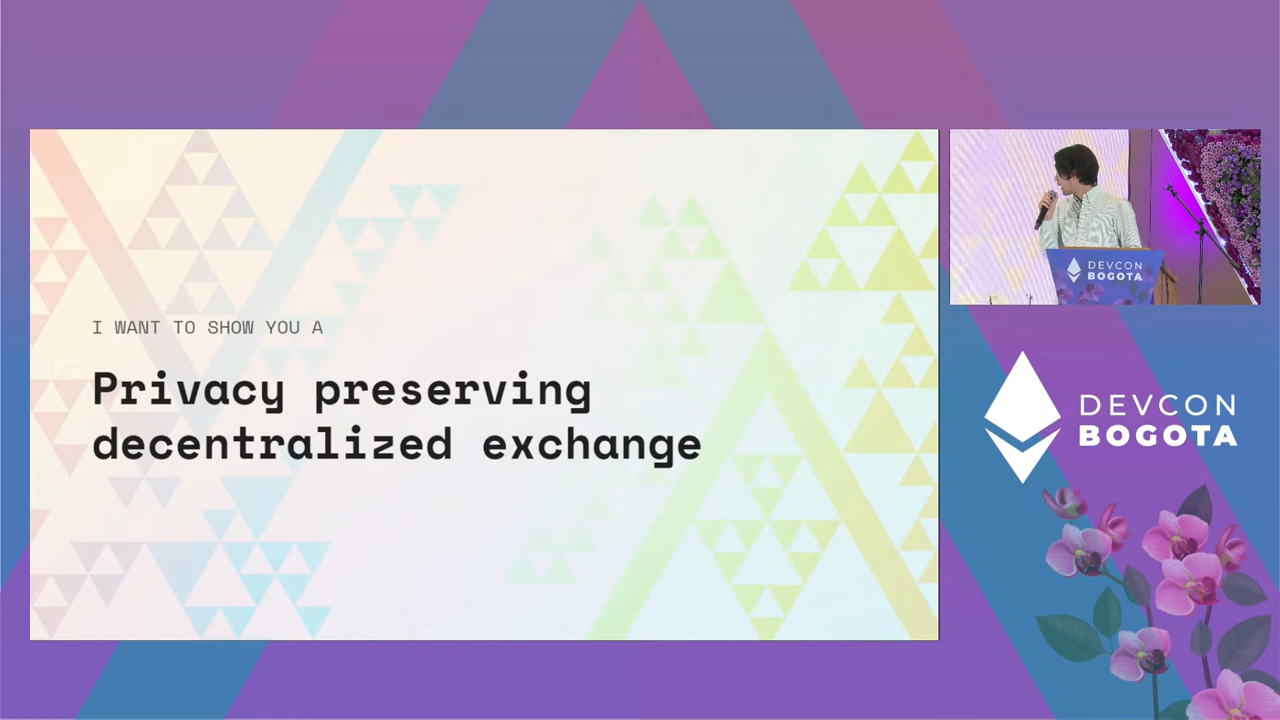 I WANT TO SHOW YOU A
Privacy preserving
decentralized exchange
DEVCON
BOGOTA
DEVCON
BOGOTA